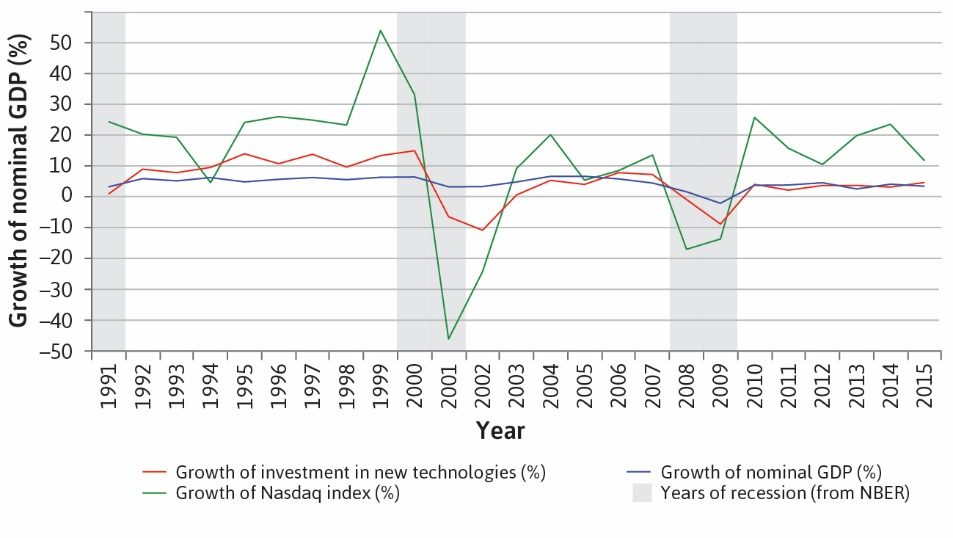 Growth of nominal GDP (%)
50
40
30
20
10
0
–10
–20
–30
–40
–50
1991 1992 1993 1994 1995 1996 1997 1998 1999 2000 2001 2002 2003 2004 2005 2006 2007 2008 2009 2010 2011 2012 2013 2014 2015
Year
Growth of investment in new technologies (%)
Growth of nominal GDP (%)
Growth of Nasdaq index (%)
Years of recession (from NBER)